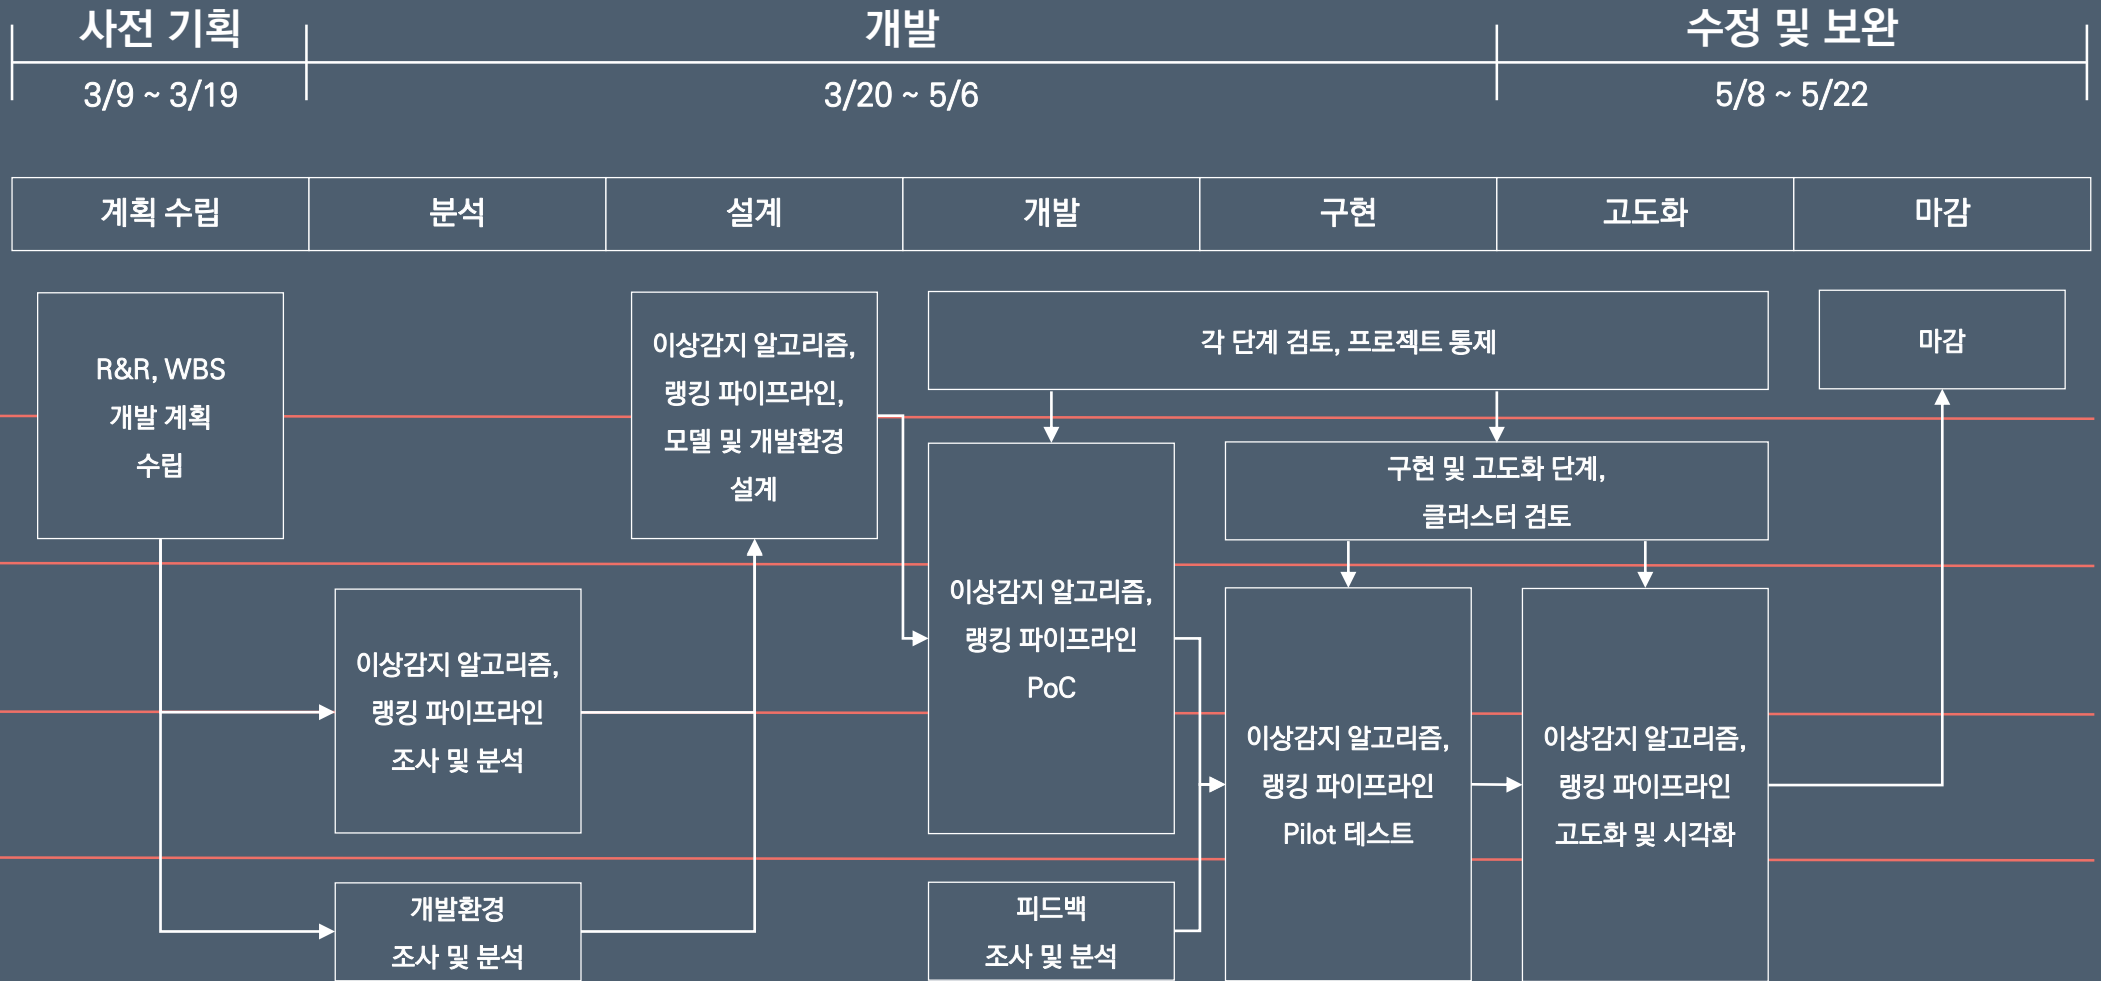 사전 기획
개발
수정 및 보완
3/9 ~ 3/19
3/20 ~ 5/6
5/8 ~ 5/22
계획 수립
분석
설계
개발
구현
고도화
마감
R&R, WBS
개발 계획
수립
이상감지 알고리즘,
랭킹 파이프라인
조사 및 분석
개발환경
조사 및 분석
이상감지 알고리즘,
랭킹 파이프라인,
모델 및 개발환경
설계
각 단계 검토, 프로젝트 통제
이상감지 알고리즘,
랭킹 파이프라인
PoC
피드백
조사 및 분석
구현 및 고도화 단계,
클러스터 검토
이상감지 알고리즘,
랭킹 파이프라인
Pilot 테스트
이상감지 알고리즘,
랭킹 파이프라인
고도화 및 시각화
마감